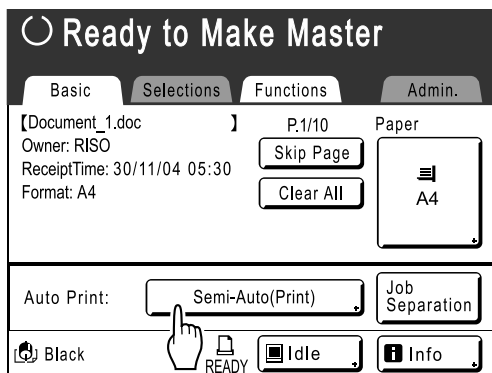 Ready to Make Master
Basic Selections Functions Admin.
【Document_1.doc 】 P.1/10 Paper
Owner: RISO Skip Page
ReceiptTime: 30/11/04 05:30
Format: A4 Clear All A4
Auto Print: Semi-Auto(Print) Job
Separation
Black READY Idle i Info